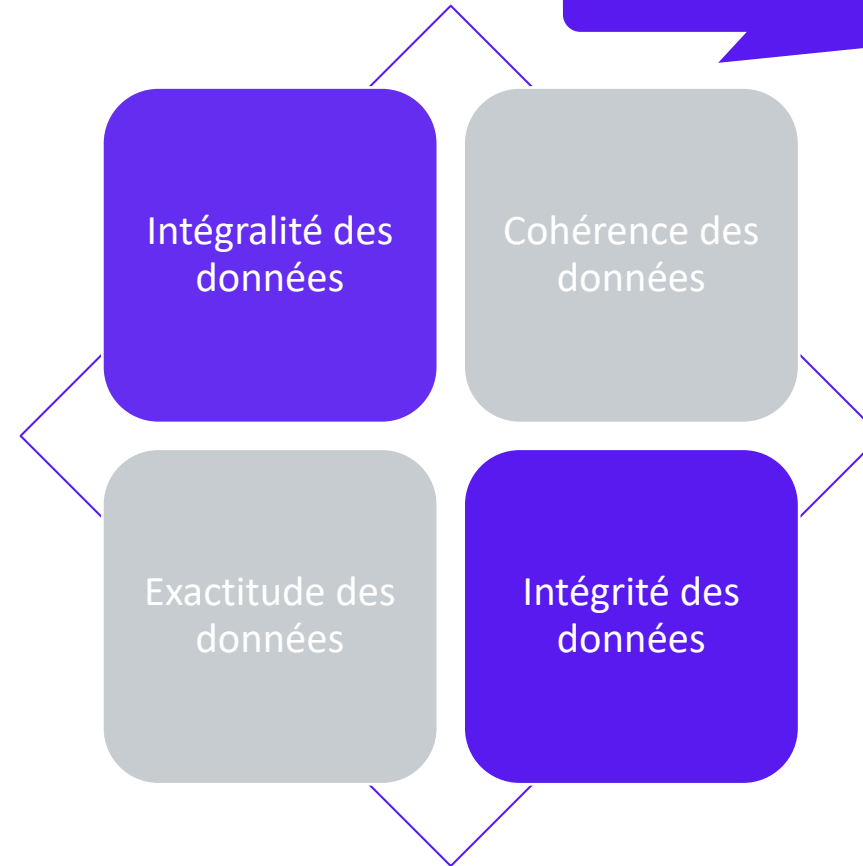 Intégralité des
données
Cohérence des
données
Exactitude des
données
Intégrité des
données